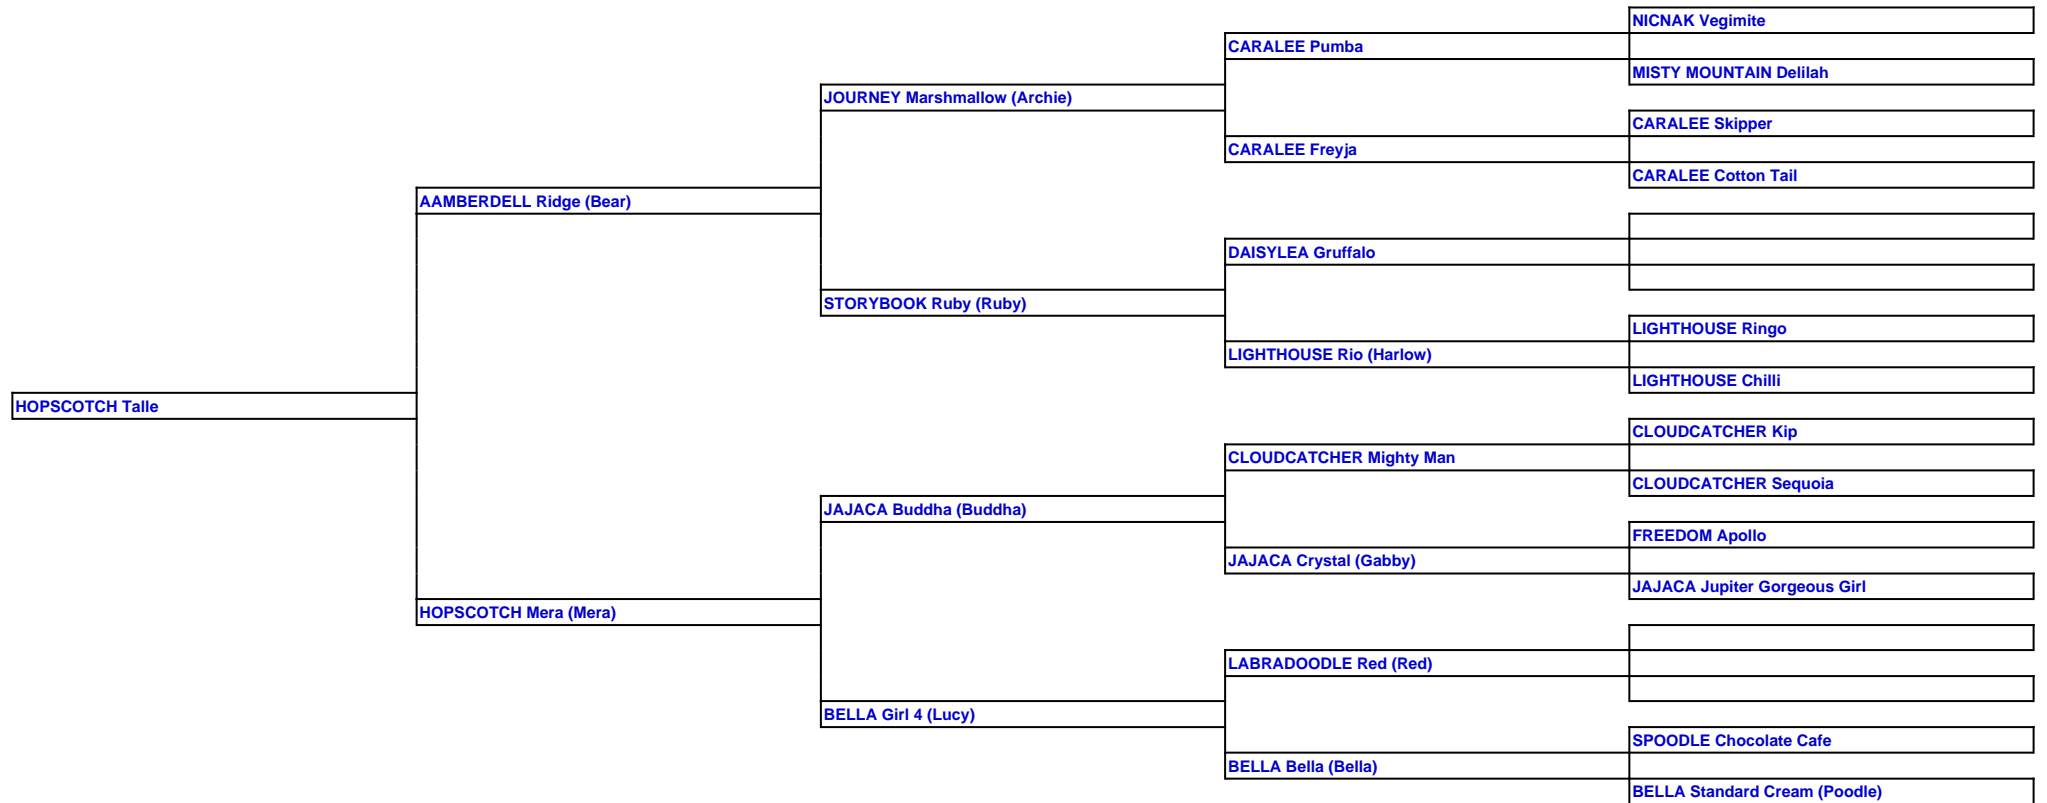 NICNAK Vegimite
CARALEE Pumba
MISTY MOUNTAIN Delilah
JOURNEY Marshmallow (Archie)
CARALEE Skipper
CARALEE Freyja
CARALEE Cotton Tail
AAMBERDELL Ridge (Bear)
DAISYLEA Gruffalo
STORYBOOK Ruby (Ruby)
LIGHTHOUSE Ringo
LIGHTHOUSE Rio (Harlow)
LIGHTHOUSE Chilli
HOPSCOTCH Talle
CLOUDCATCHER Kip
CLOUDCATCHER Mighty Man
CLOUDCATCHER Sequoia
JAJACA Buddha (Buddha)
FREEDOM Apollo
JAJACA Crystal (Gabby)
JAJACA Jupiter Gorgeous Girl
HOPSCOTCH Mera (Mera)
LABRADOODLE Red (Red)
BELLA Girl 4 (Lucy)
SPOODLE Chocolate Cafe
BELLA Bella (Bella)
BELLA Standard Cream (Poodle)